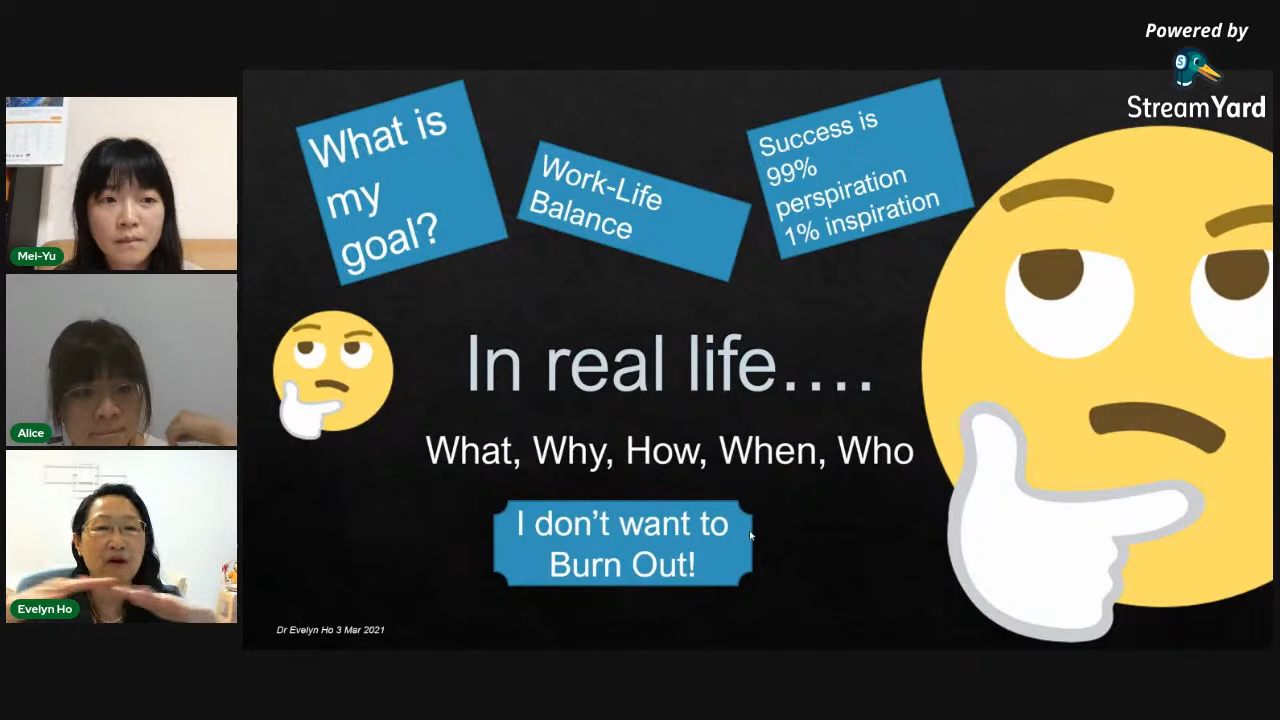 Powered by
StreamYard
What is
my
goal?
Work-Life
Balance
Success is
99%
perspiration
1% inspiration
In real life....
What, Why, How, When, Who
I don't want to
Burn Out!
Dr Evelyn Ho 3 Mar 2021
Mei-Yu
Alice
Evelyn Ho